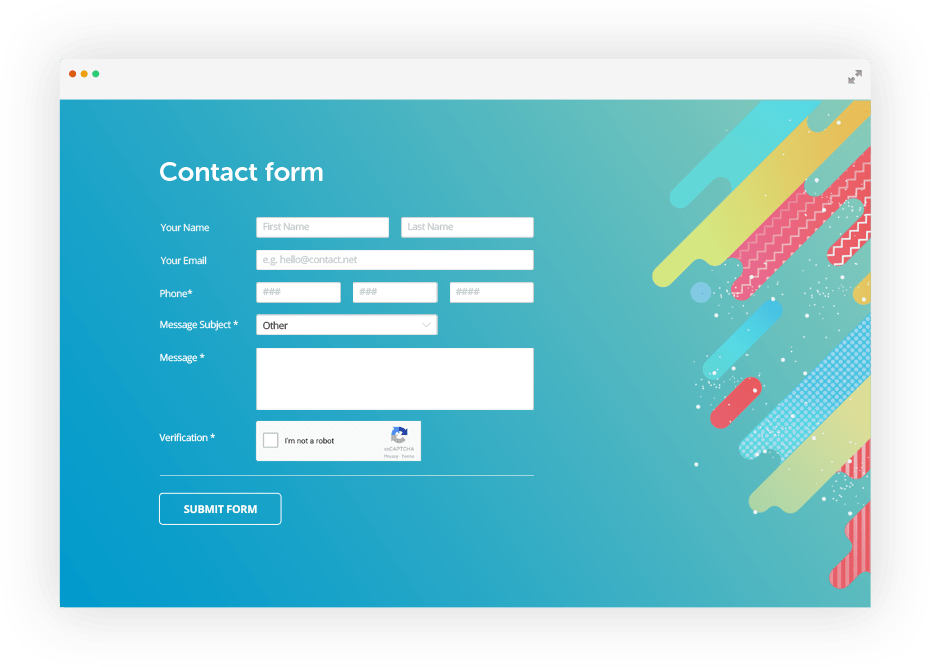 Contact form
Your Name First Name Last Name
Your Email e.g. hello@contact.net
Phone* ### ### ####
Message Subject * Other
Message *
Verification * I'm not a robot
reCAPTCHA
Privacy - Terms
SUBMIT FORM